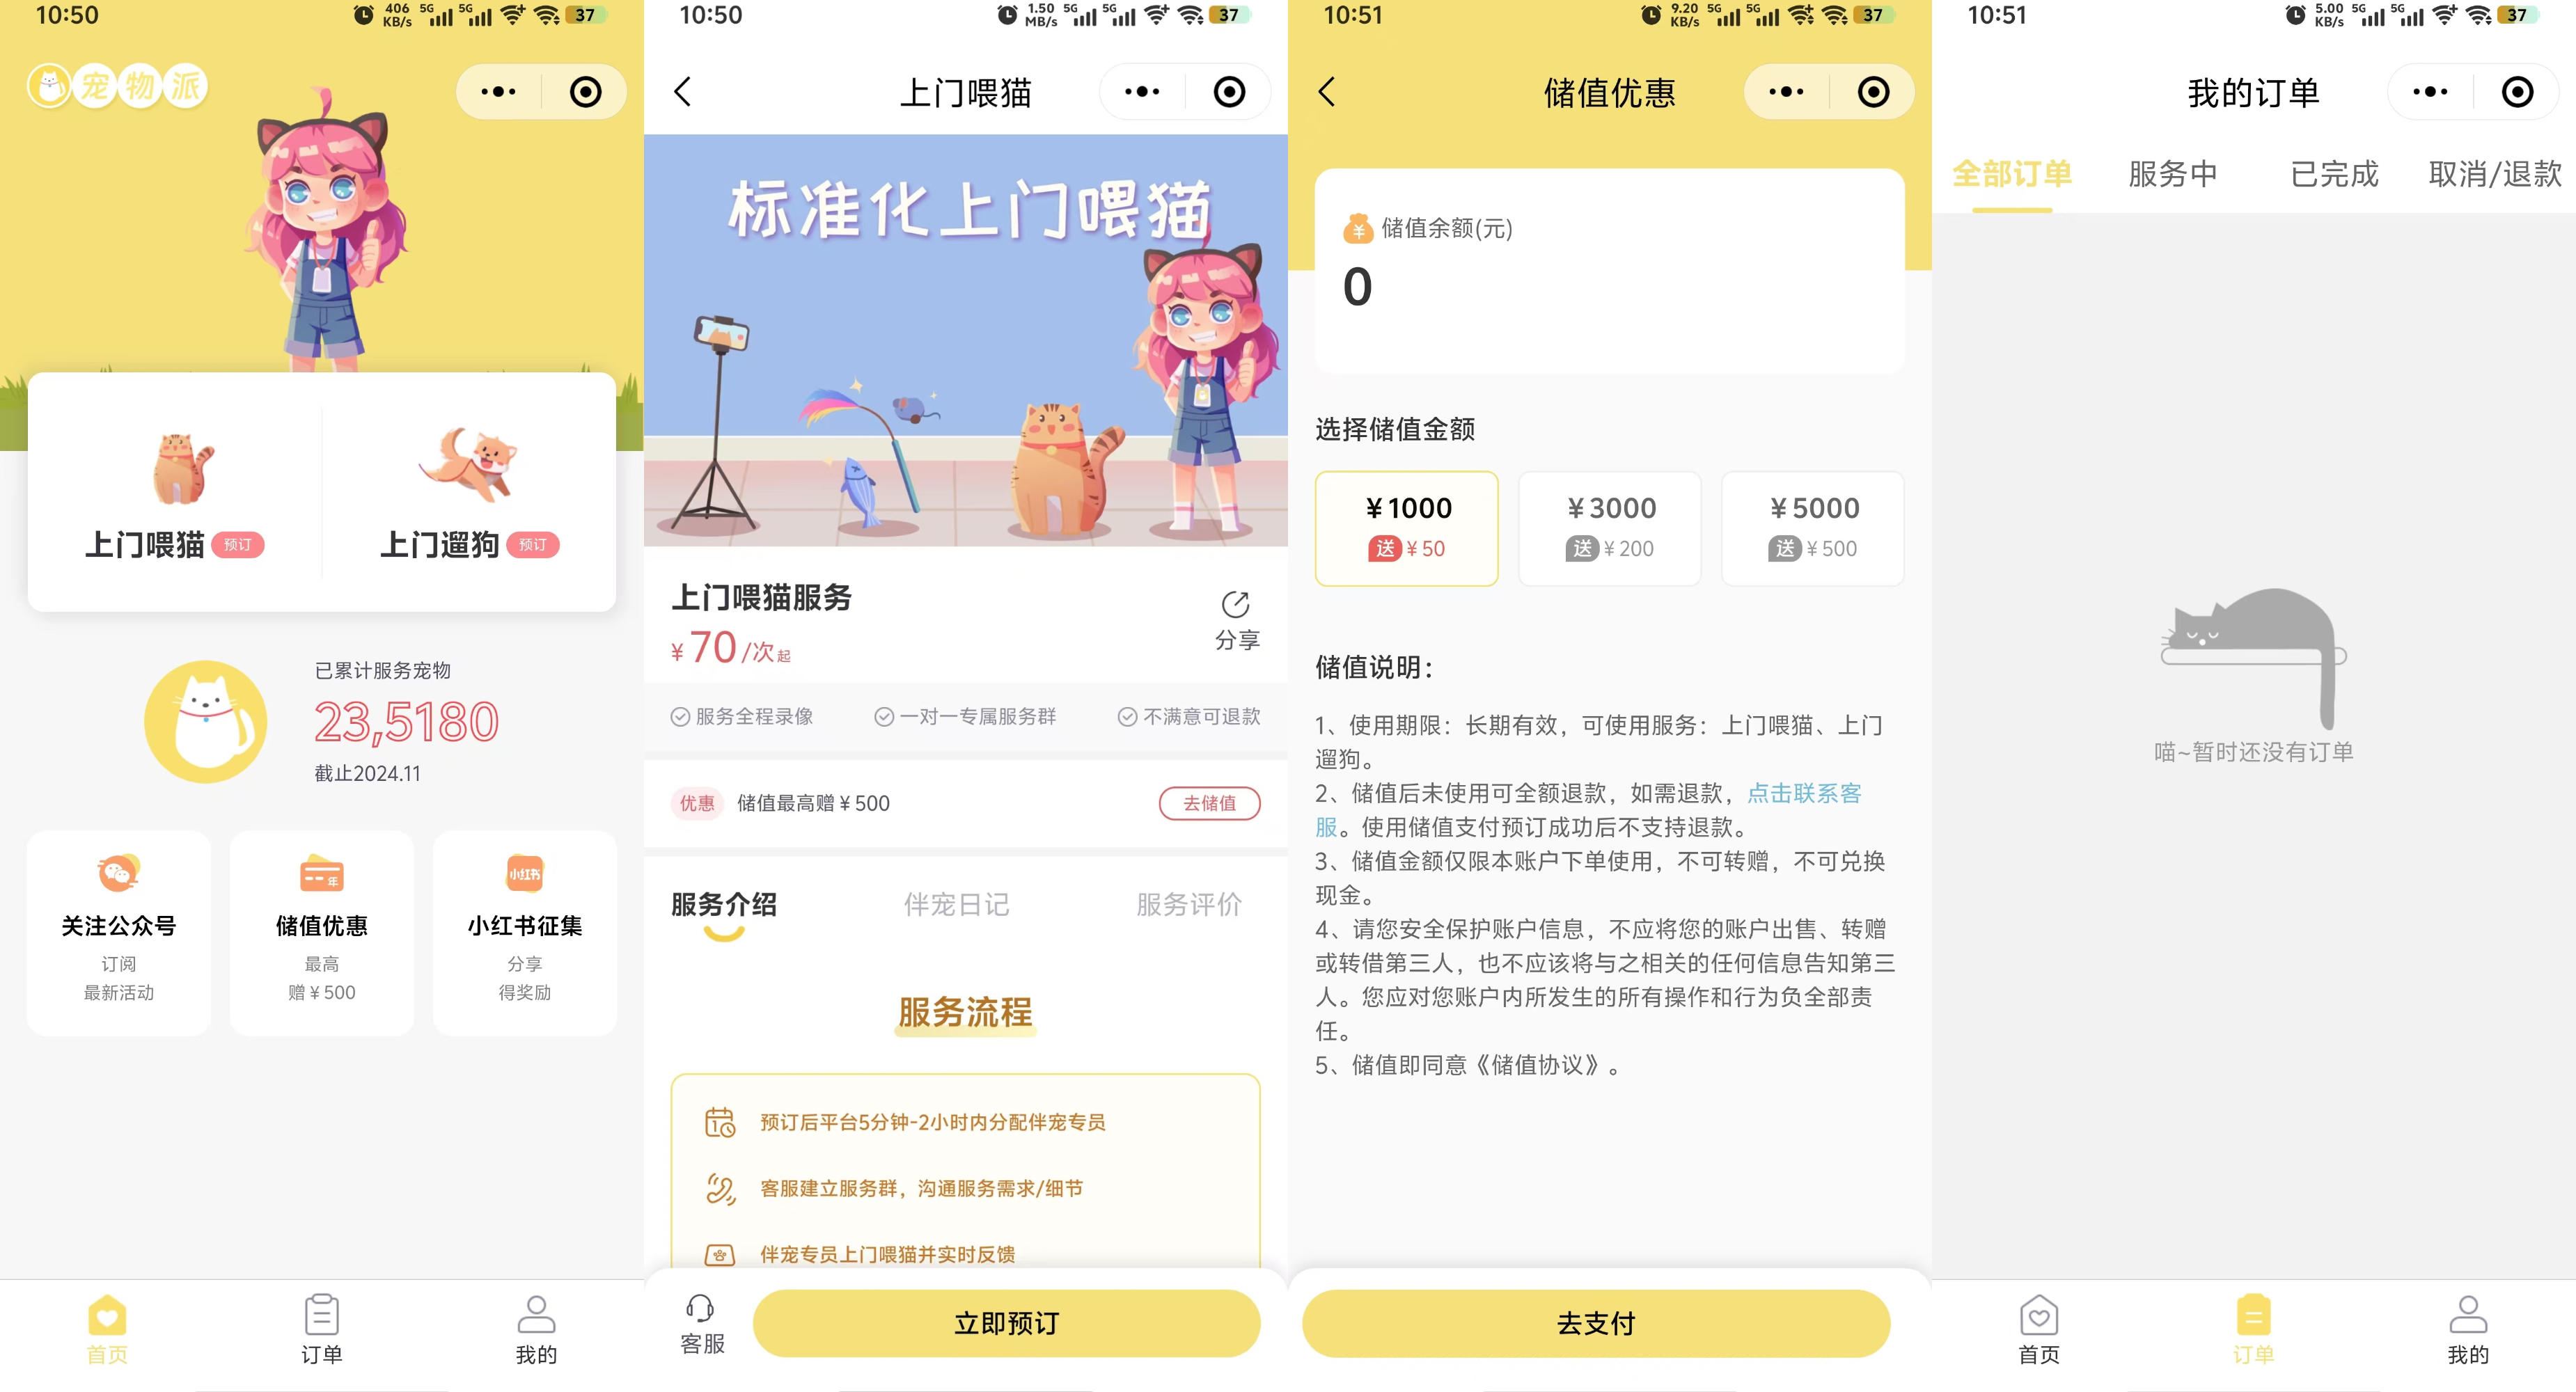 10:50
406
KB/s
5G
5G
37
宠物派
上门喂猫
预订
上门遛狗
预订
已累计服务宠物
23,5180
截止2024.11
关注公众号
订阅
最新活动
储值优惠
最高
赠￥500
小红书
小红书征集
分享
得奖励
首页
订单
我的
10:50
1.50
MB/s
5G
5G
37
上门喂猫
标准化上门喂猫
上门喂猫服务
￥70/次起
分享
服务全程录像
一对一专属服务群
不满意可退款
优惠
储值最高赠￥500
去储值
服务介绍
伴宠日记
服务评价
服务流程
预订后平台5分钟-2小时内分配伴宠专员
客服建立服务群，沟通服务需求/细节
伴宠专员上门喂猫并实时反馈
客服
立即预订
10:51
9.20
KB/s
5G
5G
37
储值优惠
储值余额(元)
0
选择储值金额
￥1000
送￥50
￥3000
送￥200
￥5000
送￥500
储值说明：
1、使用期限：长期有效，可使用服务：上门喂猫、上门
遛狗。
2、储值后未使用可全额退款，如需退款，点击联系客
服。使用储值支付预订成功后不支持退款。
3、储值金额仅限本账户下单使用，不可转赠，不可兑换
现金。
4、请您安全保护账户信息，不应将您的账户出售、转赠
或转借第三人，也不应该将与之相关的任何信息告知第三
人。您应对您账户内所发生的所有操作和行为负全部责
任。
5、储值即同意《储值协议》。
去支付
10:51
5.00
KB/s
5G
5G
37
我的订单
全部订单
服务中
已完成
取消/退款
喵~暂时还没有订单
首页
订单
我的